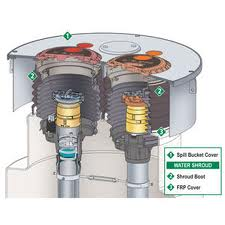 1
2
2
3
1 Spill Bucket Cover
WATER SHROUD
2 Shroud Boot
3 FRP Cover